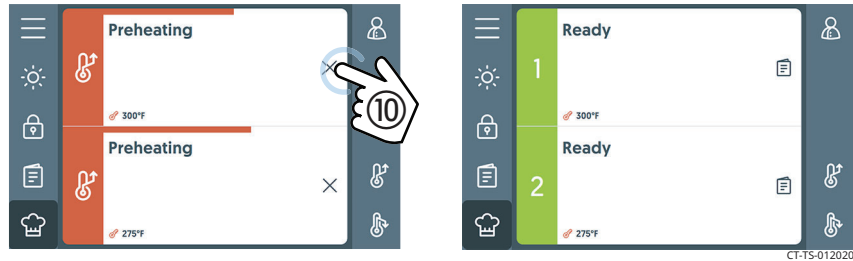 Preheating
300°F
⑩
Preheating
275°F
1
Ready
300°F
2
Ready
275°F
CT-TS-012020